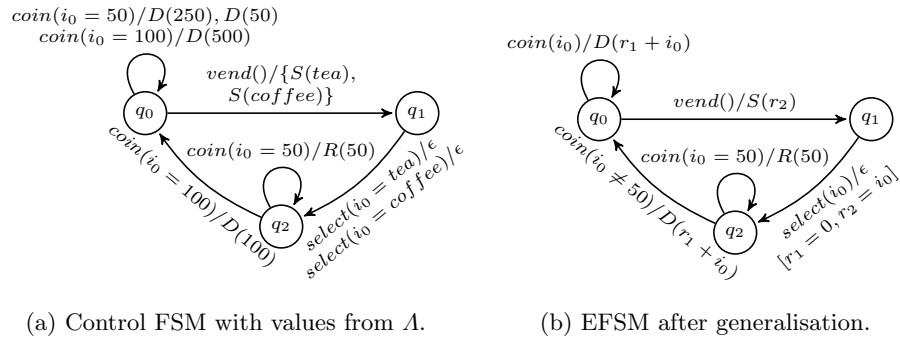 coin(i₀ = 50)/D(250), D(50)
coin(i₀ = 100)/D(500)
vend()/{S(tea),
S(coffee)}
q₀
q₁
coin(i₀ = 50)/R(50)
coin(i₀ = 100)/D(100)
q₂
select(i₀ = tea)/ϵ
select(i₀ = coffee)/ϵ
(a) Control FSM with values from Λ.
coin(i₀)/D(r₁ + i₀)
vend()/S(r₂)
q₀
q₁
coin(i₀ = 50)/R(50)
coin(i₀ ≠ 50)/D(r₁ + i₀)
q₂
select(i₀)/ϵ
[r₁ = 0, r₂ = i₀]
(b) EFSM after generalisation.